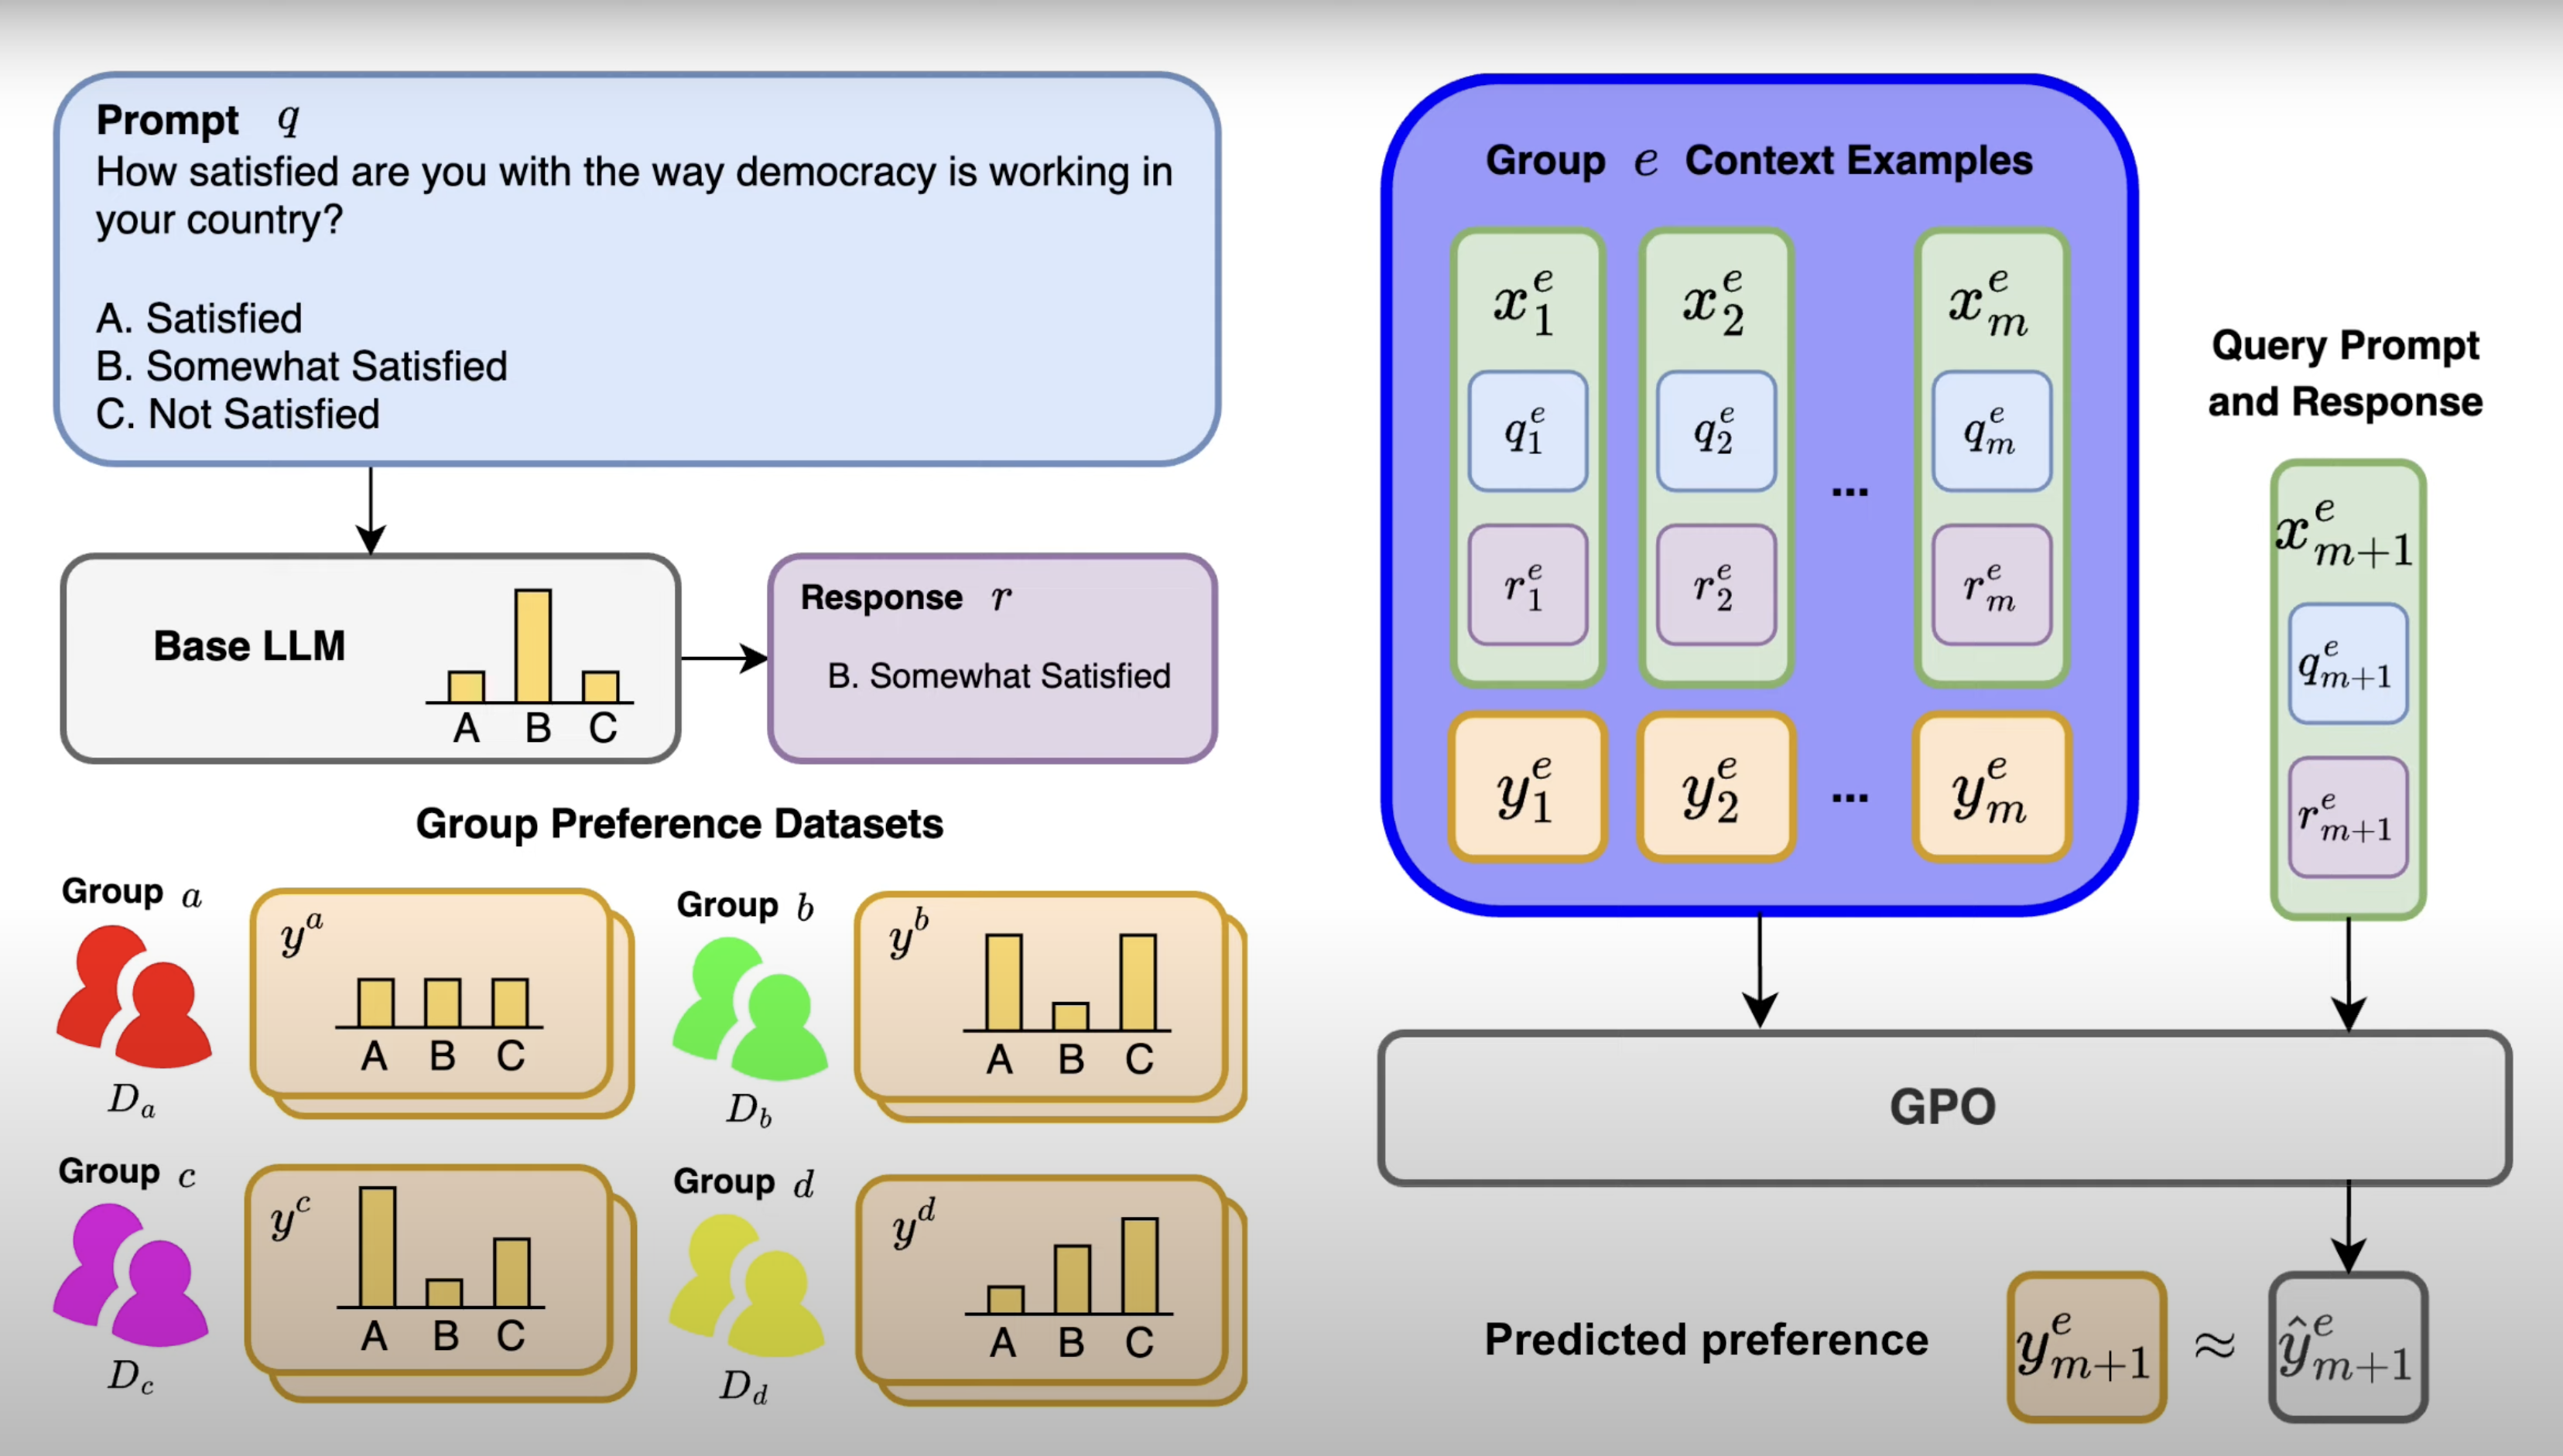 Prompt q
How satisfied are you with the way democracy is working in
your country?
A. Satisfied
B. Somewhat Satisfied
C. Not Satisfied
Base LLM
A B C
Response r
B. Somewhat Satisfied
Group Preference Datasets
Group a
y^a
A B C
D_a
Group b
y^b
A B C
D_b
Group c
y^c
A B C
D_c
Group d
y^d
A B C
D_d
Group e Context Examples
x_1^e x_2^e x_m^e
q_1^e q_2^e ... q_m^e
r_1^e r_2^e r_m^e
y_1^e y_2^e ... y_m^e
Query Prompt
and Response
x_{m+1}^e
q_{m+1}^e
r_{m+1}^e
GPO
Predicted preference y_{m+1}^e ≈ ŷ_{m+1}^e